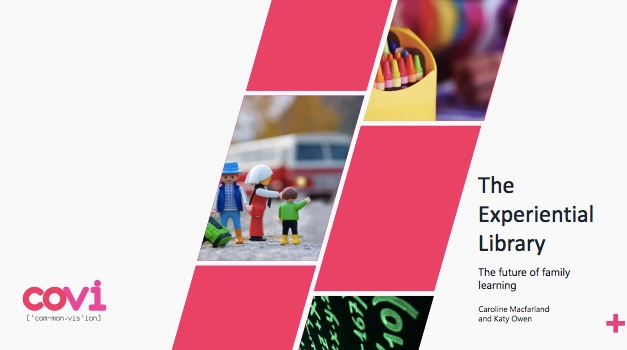 The
Experiential
Library
The future of family
learning
Caroline Macfarland
and Katy Owen
covi
['com·mon·vis'ion]